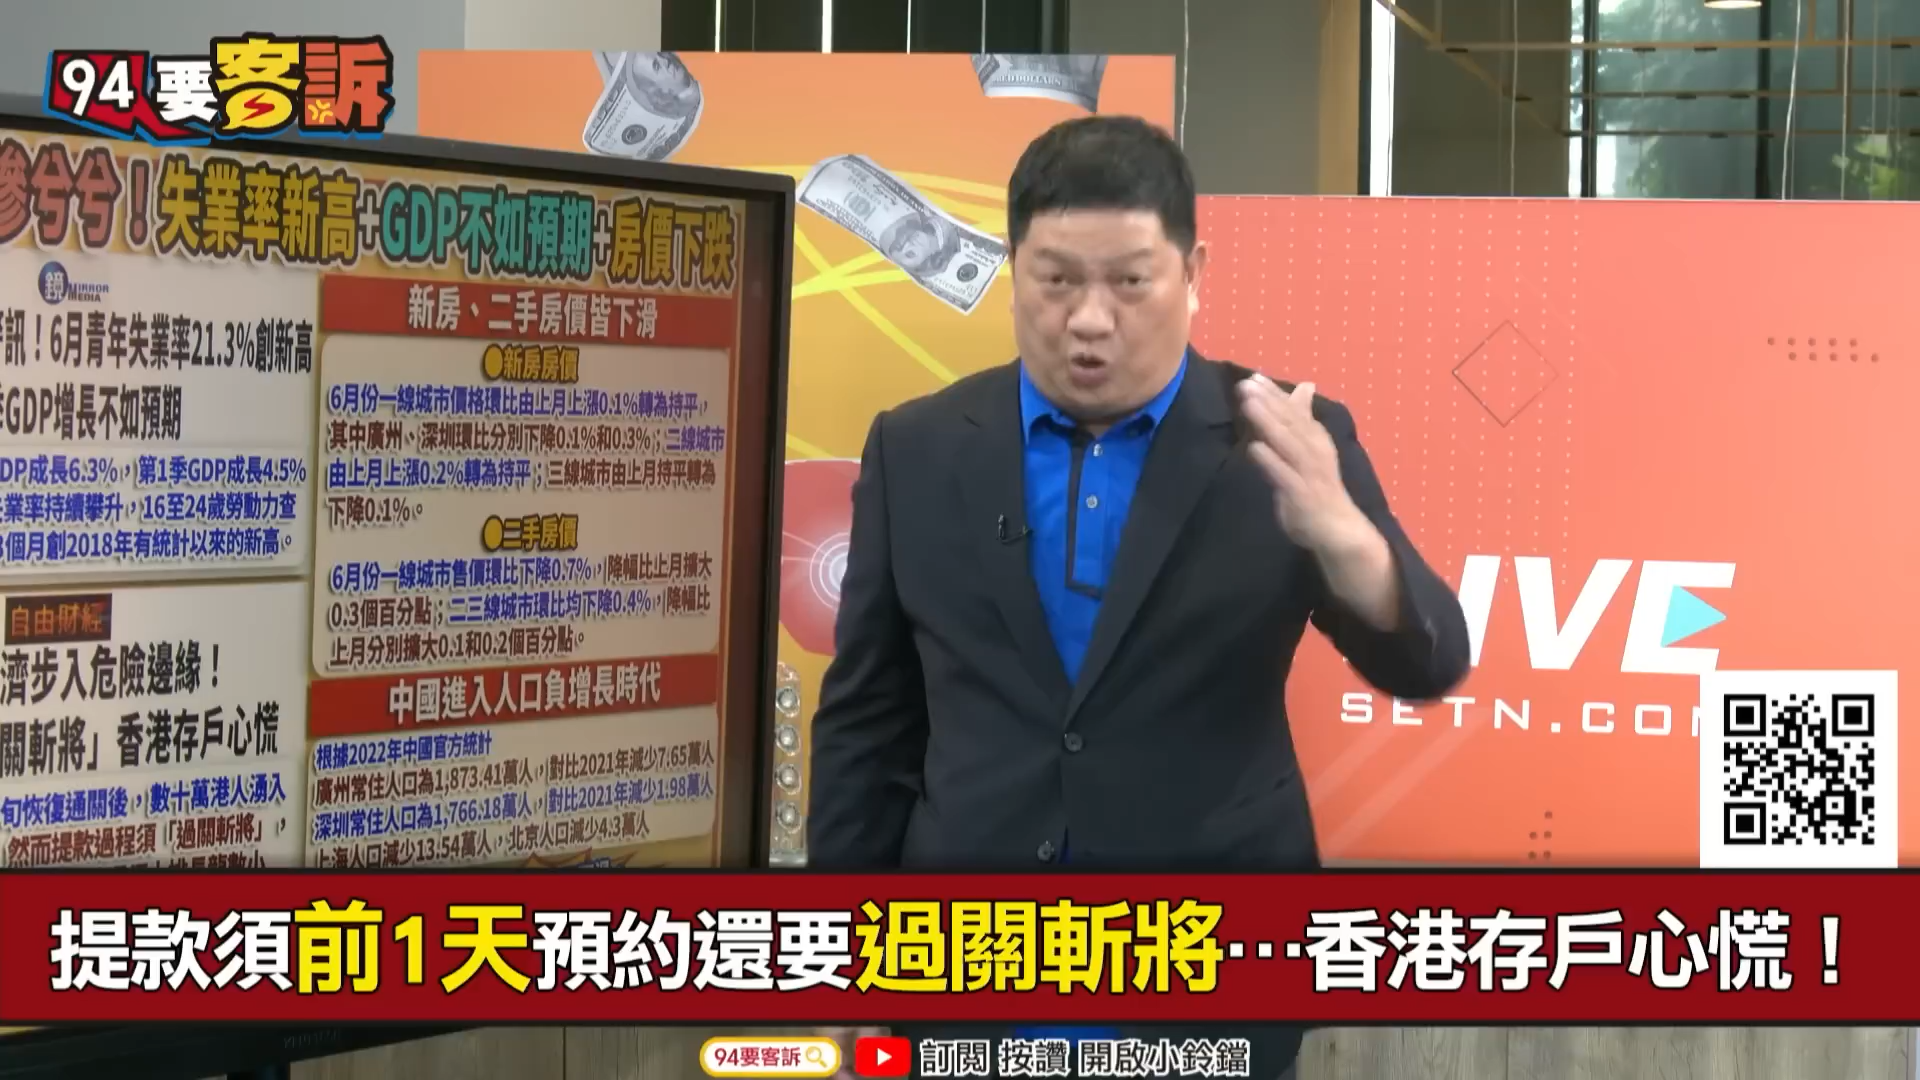 94要客訴
慘兮兮！失業率新高+GDP不如預期+房價下跌
鏡 MIRROR MEDIA
訊！6月青年失業率21.3%創新高
GDP增長不如預期
DP成長6.3%，第1季GDP成長4.5%
業率持續攀升，16至24歲勞動力查
3個月創2018年有統計以來的新高。
自由財經
濟步入危險邊緣！
關斬將」香港存戶心慌
旬恢復通關後，數十萬港人湧入
然而提款過程須「過關斬將」，
新房、二手房價皆下滑
●新房房價
6月份一線城市價格環比由上月上漲0.1%轉為持平，
其中廣州、深圳環比分別下降0.1%和0.3%；二線城市
由上月上漲0.2%轉為持平；三線城市由上月持平轉為
下降0.1%。
●二手房價
6月份一線城市售價環比下降0.7%，降幅比上月擴大
0.3個百分點；二三線城市環比均下降0.4%，降幅比
上月分別擴大0.1和0.2個百分點。
中國進入人口負增長時代
根據2022年中國官方統計
廣州常住人口為1,873.41萬人，對比2021年減少7.65萬人
深圳常住人口為1,766.18萬人，對比2021年減少1.98萬人
上海人口減少13.54萬人，北京人口減少4.3萬人
IVE
SETN.COM
提款須前1天預約還要過關斬將…香港存戶心慌！
94要客訴
訂閱 按讚 開啟小鈴鐺